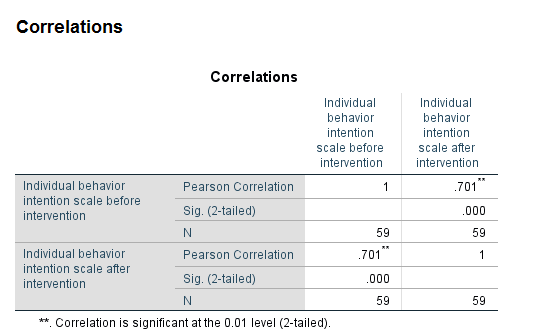 Correlations
Correlations
Individual
behavior
intention
scale before
intervention
Individual
behavior
intention
scale after
intervention
Individual behavior
intention scale before
intervention
Pearson Correlation
1
.701**
Sig. (2-tailed)
.000
N
59
59
Individual behavior
intention scale after
intervention
Pearson Correlation
.701**
1
Sig. (2-tailed)
.000
N
59
59
**. Correlation is significant at the 0.01 level (2-tailed).